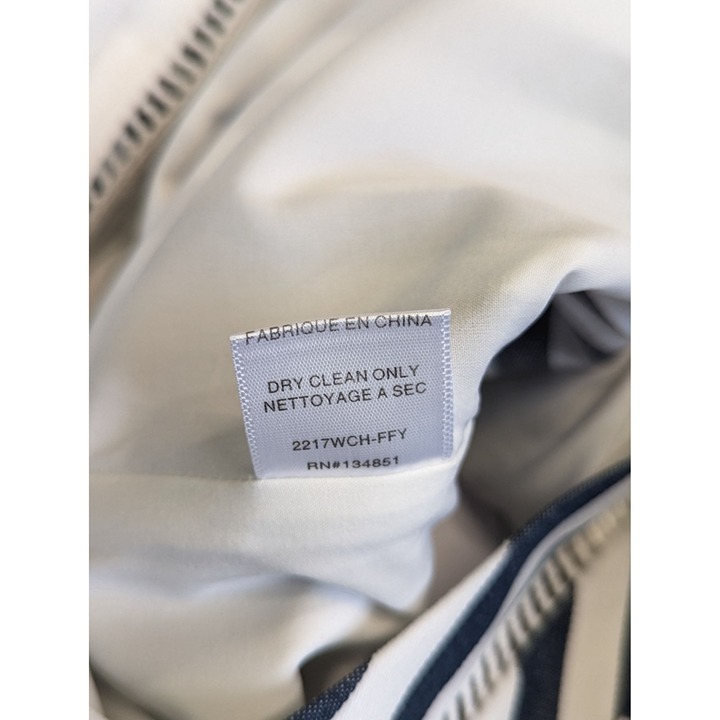 FABRIQUE EN CHINA
DRY CLEAN ONLY
NETTOYAGE A SEC
2217WCH-FFY
RN#134851